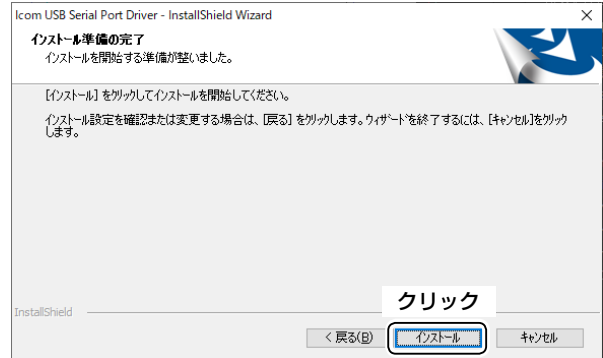 Icom USB Serial Port Driver - InstallShield Wizard
インストール準備の完了
インストールを開始する準備が整いました。
[インストール] をクリックしてインストールを開始してください。
インストール設定を確認または変更する場合は、[戻る] をクリックします。ウィザードを終了するには、[キャンセル]をクリック
します。
クリック
InstallShield
< 戻る(B)
インストール
キャンセル